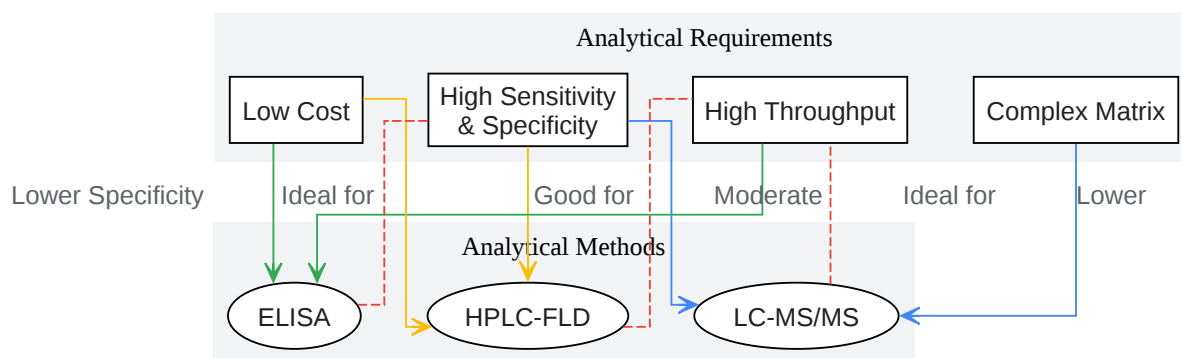 Analytical Requirements
Low Cost
High Sensitivity
& Specificity
High Throughput
Complex Matrix
Lower Specificity
Ideal for
Good for
Moderate
Ideal for
Lower
Analytical Methods
ELISA
HPLC-FLD
LC-MS/MS